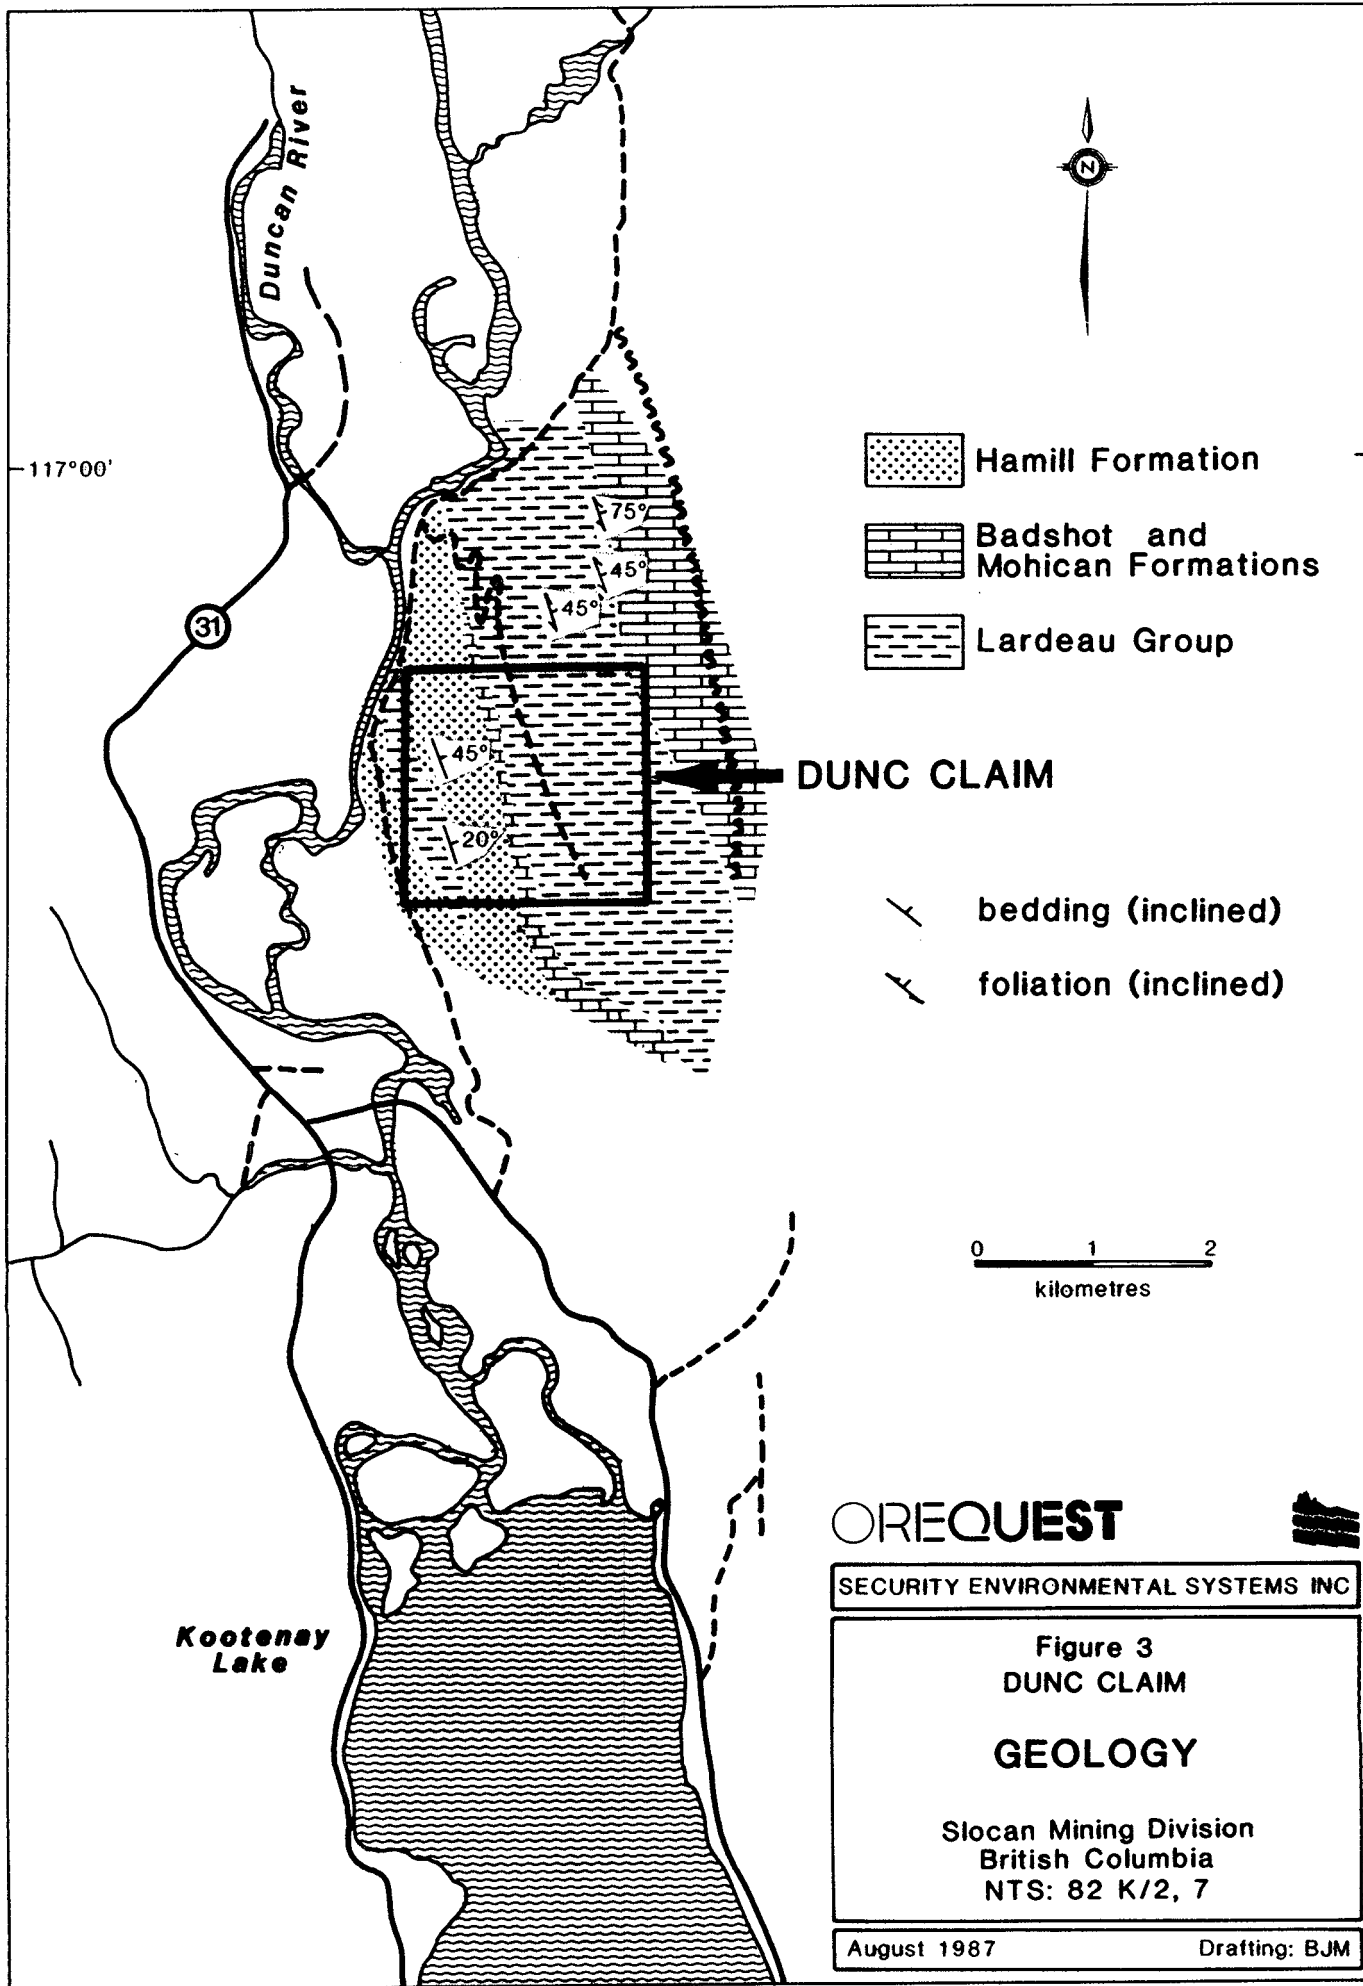 Duncan River
N
117°00'
Hamill Formation
75°
Badshot and
Mohican Formations
45°
45°
31
Lardeau Group
45°
DUNC CLAIM
20°
bedding (inclined)
foliation (inclined)
0 1 2
kilometres
OREQUEST
SECURITY ENVIRONMENTAL SYSTEMS INC
Kootenay
Lake
Figure 3
DUNC CLAIM
GEOLOGY
Slocan Mining Division
British Columbia
NTS: 82 K/2, 7
August 1987 Drafting: BJM